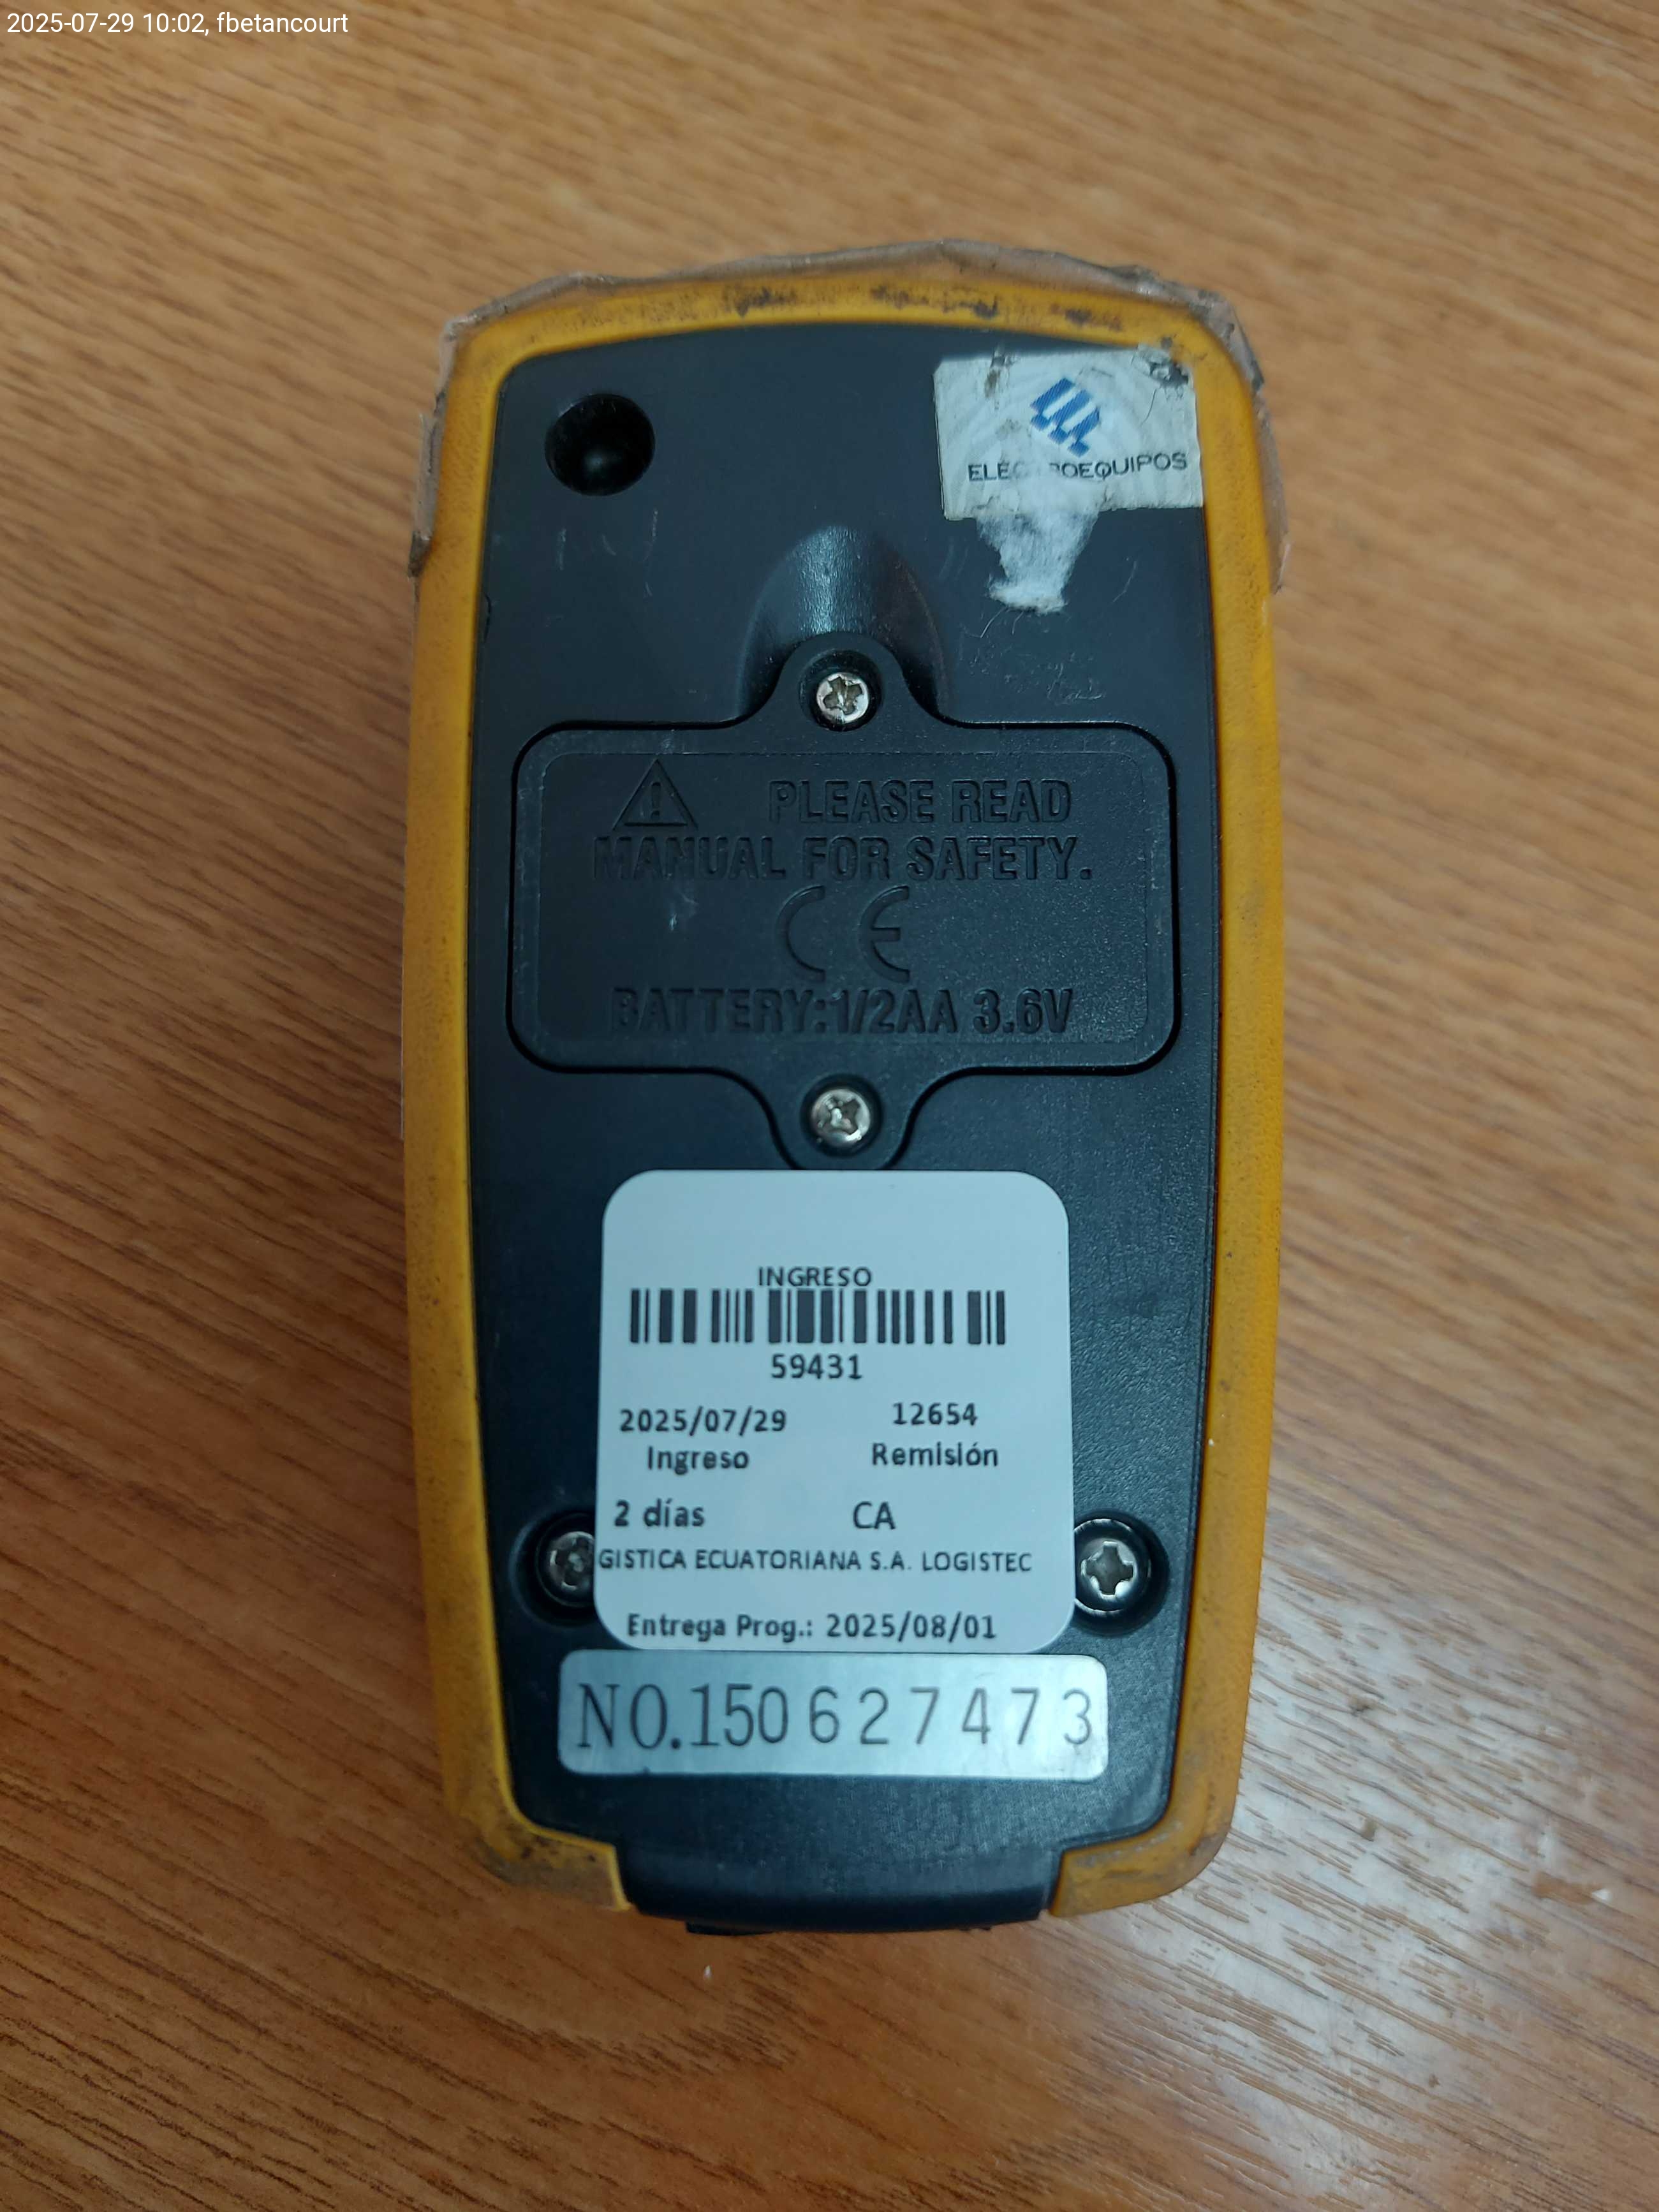 2025-07-29 10:02, fbetancourt
ELECTROEQUIPOS
PLEASE READ
MANUAL FOR SAFETY.
CE
BATTERY:1/2AA 3.6V
INGRESO
59431
2025/07/29 12654
Ingreso Remisión
2 días CA
GISTICA ECUATORIANA S.A. LOGISTEC
Entrega Prog.: 2025/08/01
NO.150627473